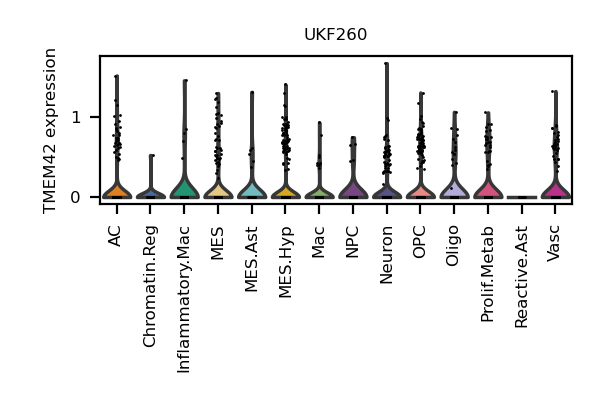 UKF260
TMEM42 expression
1
0
AC
Chromatin.Reg
Inflammatory.Mac
MES
MES.Ast
MES.Hyp
Mac
NPC
Neuron
OPC
Oligo
Prolif.Metab
Reactive.Ast
Vasc